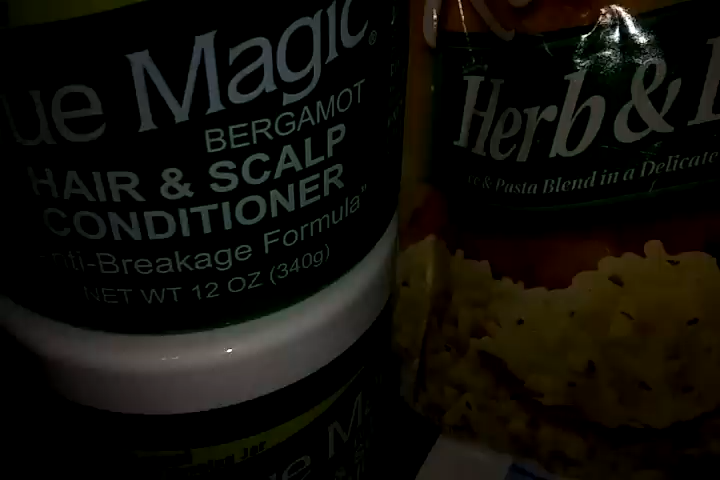 ue Magic®
BERGAMOT
HAIR & SCALP
CONDITIONER
nti-Breakage Formula"
NET WT 12 OZ (340g)
Herb &
& Pasta Blend in a Delicate
ue M